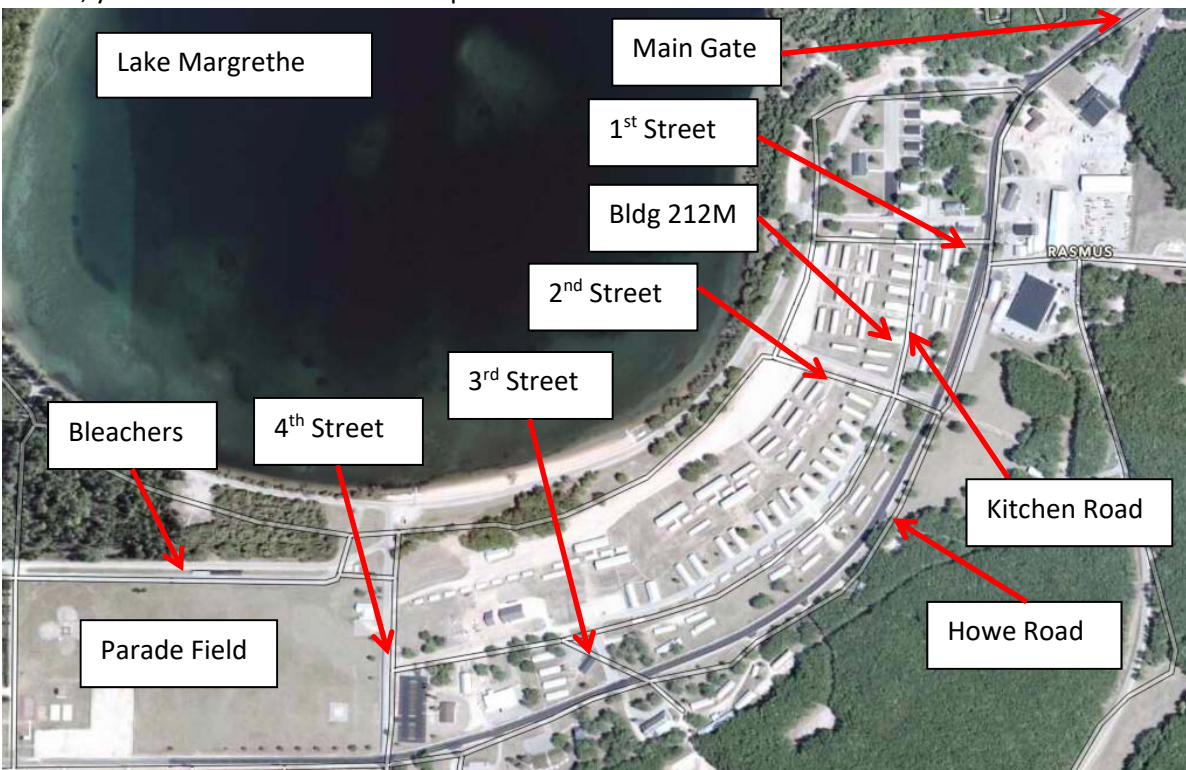 Lake Margrethe
Main Gate
1st Street
Bldg 212M
RASMUS
2nd Street
3rd Street
4th Street
Bleachers
Kitchen Road
Howe Road
Parade Field